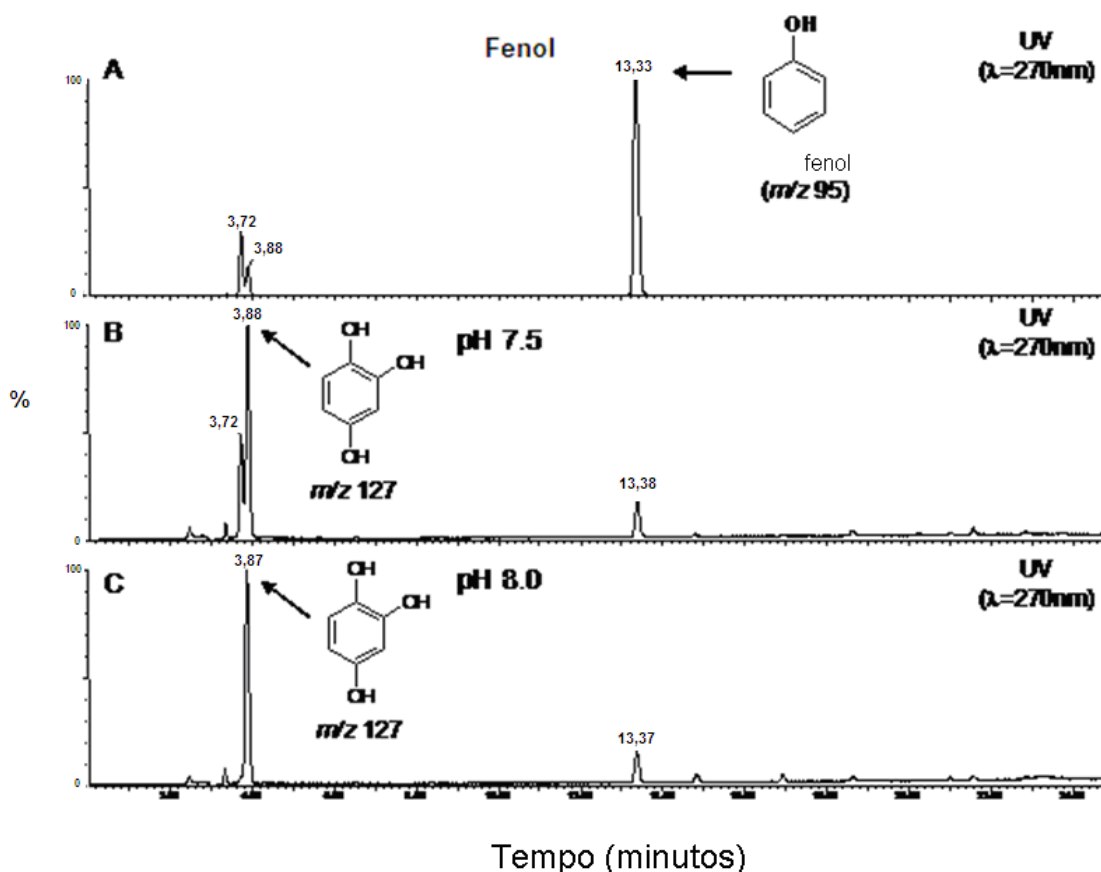 Fenol
OH
UV
(λ=270nm)
A
100
13,33
fenol
(m/z 95)
3,72
3,88
0
B
100
3,88
OH
OH
OH
m/z 127
pH 7.5
UV
(λ=270nm)
%
3,72
13,38
0
C
100
3,87
OH
OH
OH
m/z 127
pH 8.0
UV
(λ=270nm)
13,37
0
Tempo (minutos)